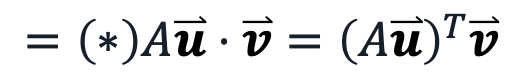 = (∗)A𝒖⃗ · 𝒗⃗ = (A𝒖⃗)ᵀ𝒗⃗